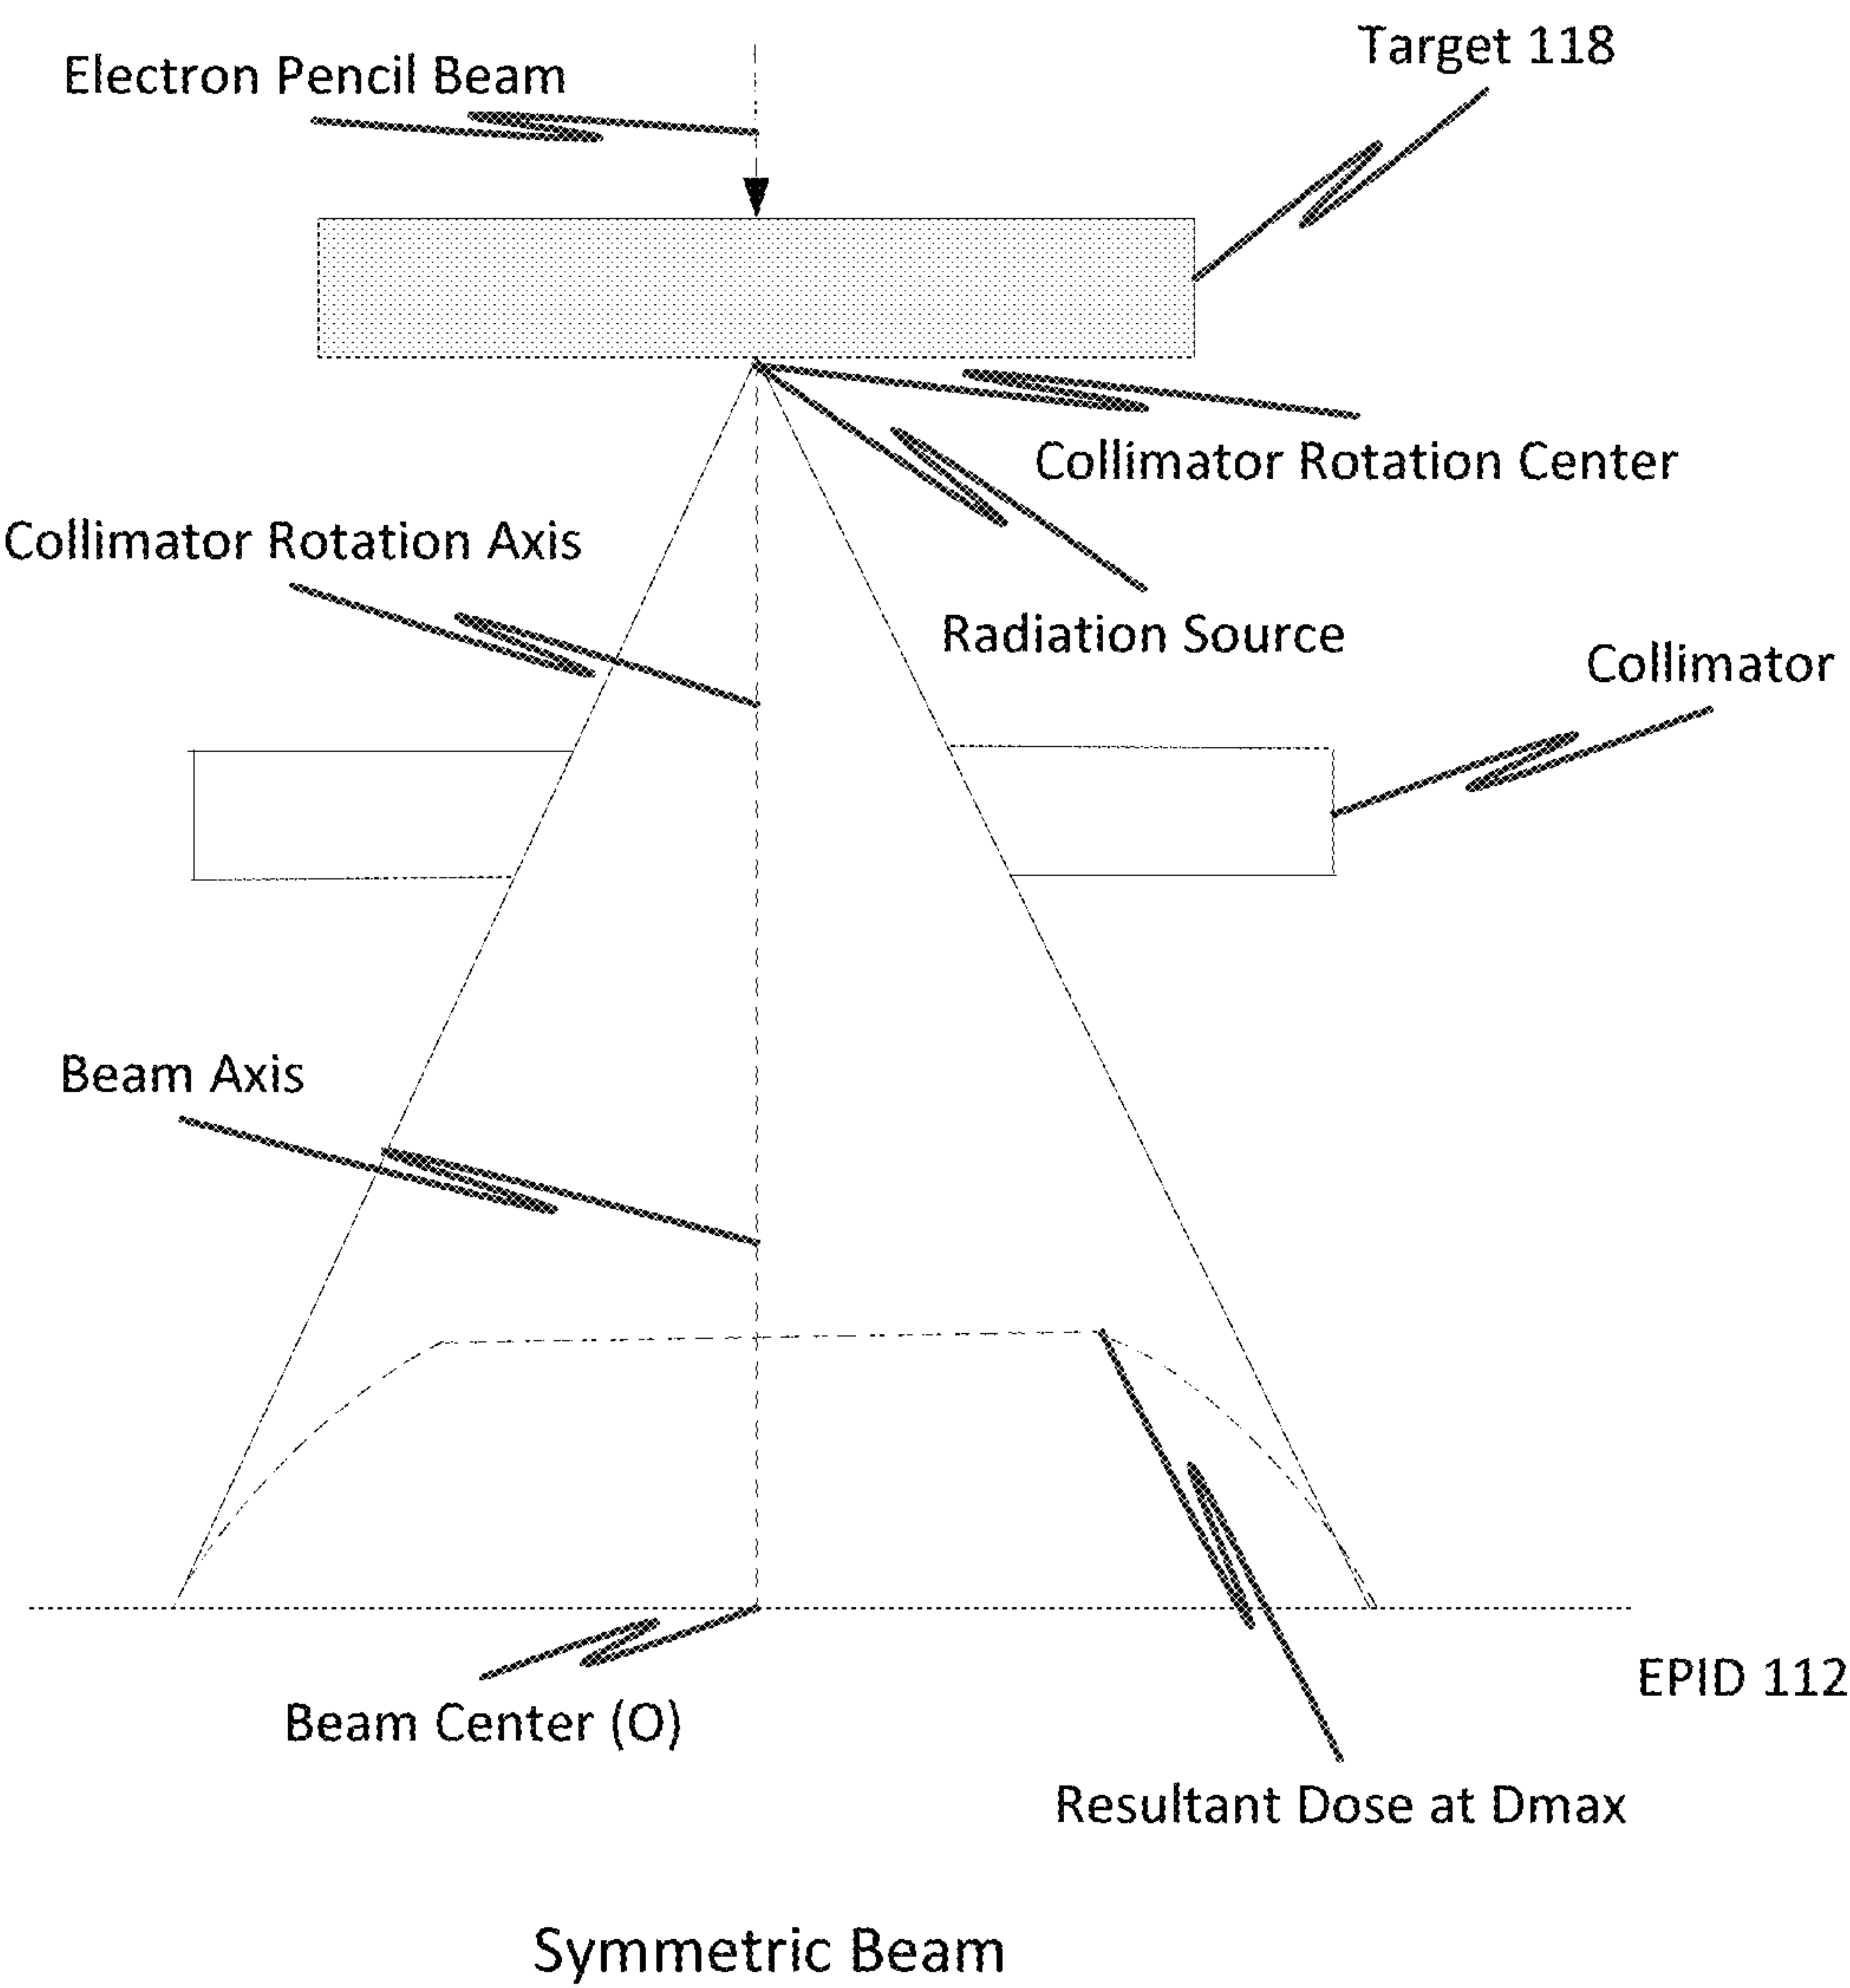 Target 118
Electron Pencil Beam
Collimator Rotation Center
Collimator Rotation Axis
Radiation Source
Collimator
Beam Axis
EPID 112
Beam Center (O)
Resultant Dose at Dmax
Symmetric Beam